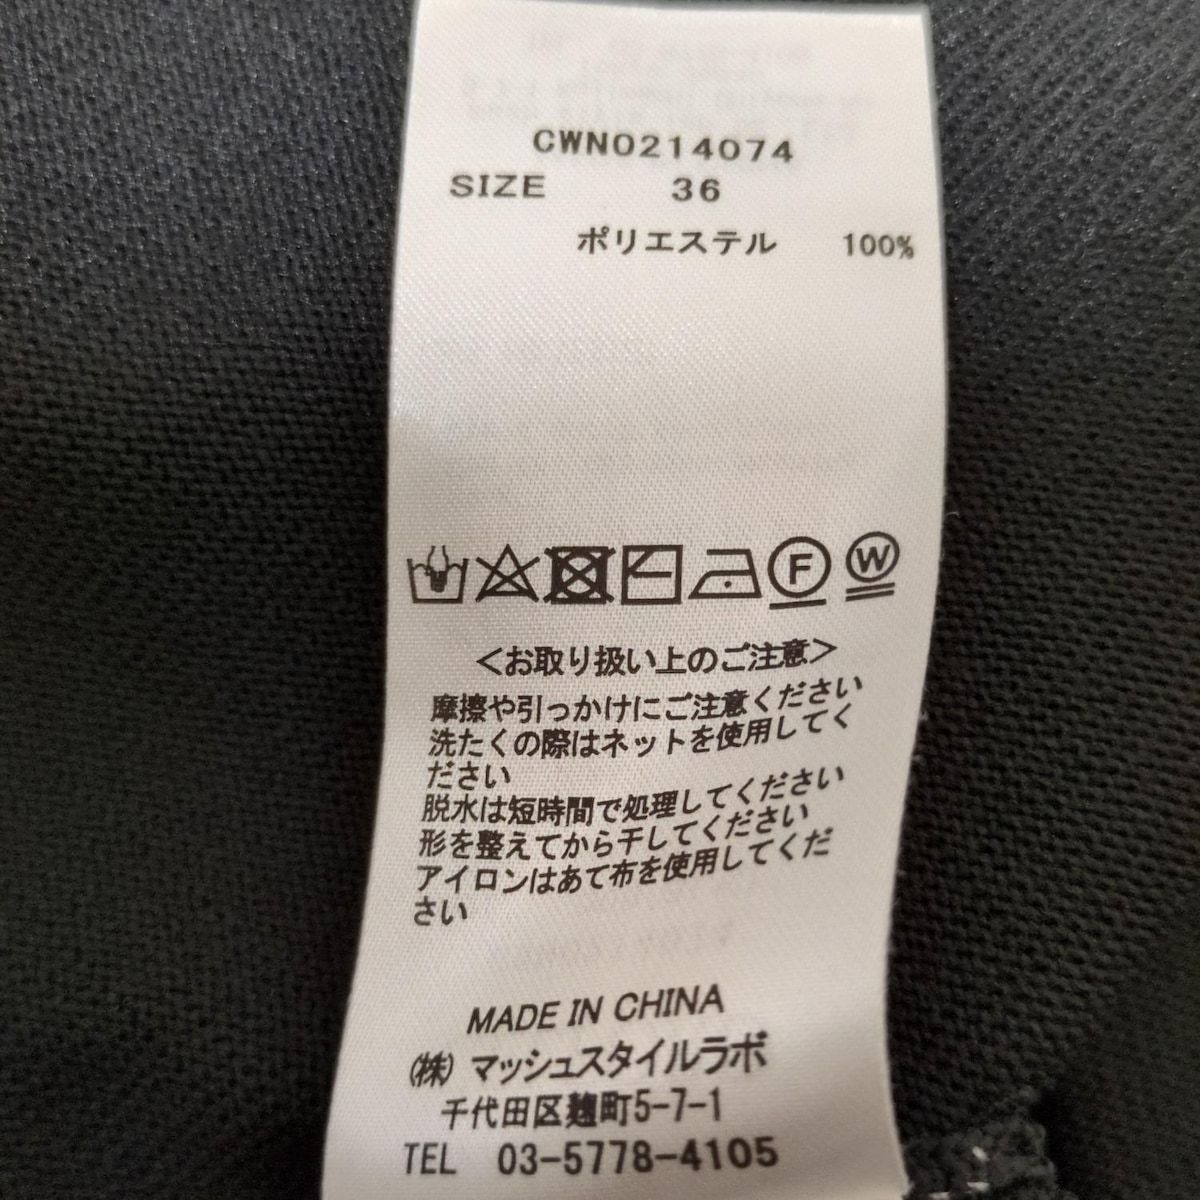 CWNO214074
SIZE 36
ポリエステル 100%
F W
<お取り扱い上のご注意>
摩擦や引っかけにご注意ください
洗たくの際はネットを使用してく
ださい
脱水は短時間で処理してください
形を整えてから干してください
アイロンはあて布を使用してくだ
さい
MADE IN CHINA
(株)マッシュスタイルラボ
千代田区麹町5-7-1
TEL 03-5778-4105